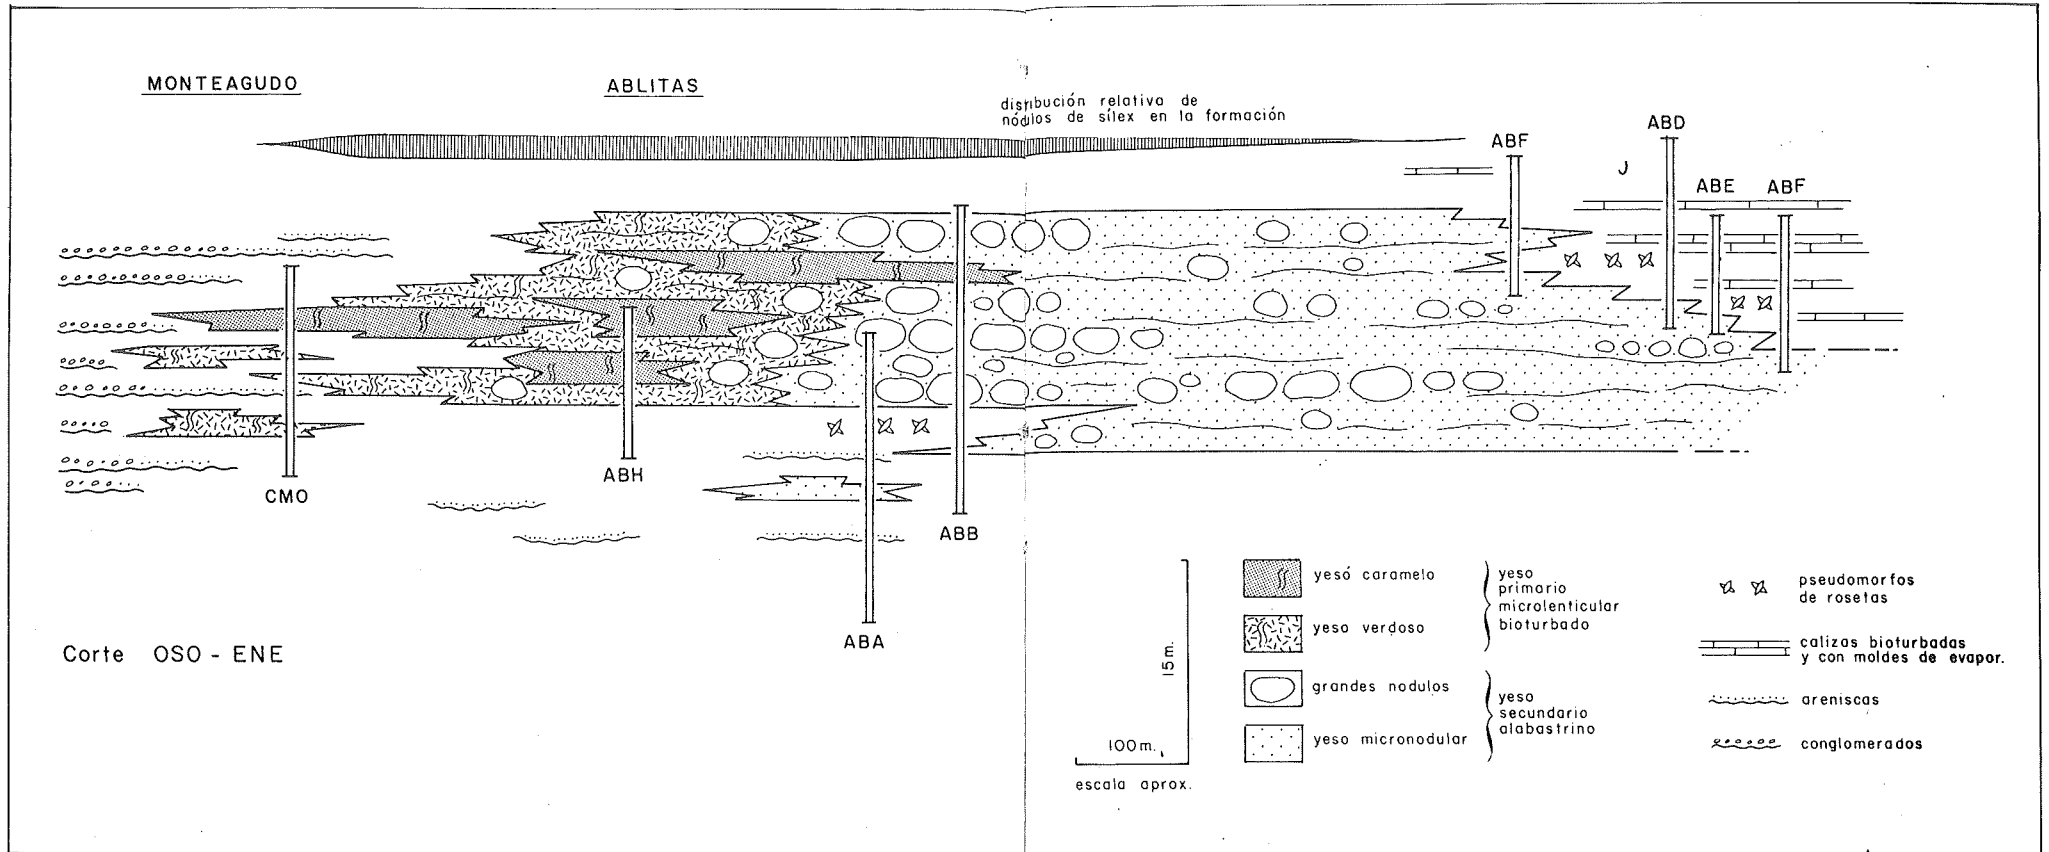 MONTEAGUDO
ABLITAS
distribución relativa de
nódulos de sílex en la formación
ABF
ABD
J
ABE
ABF
CMO
ABH
ABB
ABA
Corte OSO - ENE
15 m.
100 m.
escala aprox.
yeso caramelo
yeso verdoso
yeso
primario
microlenticular
bioturbado
grandes nodulos
yeso micronodular
yeso
secundario
alabastrino
pseudomorfos
de rosetas
calizas bioturbadas
y con moldes de evapor.
areniscas
conglomerados